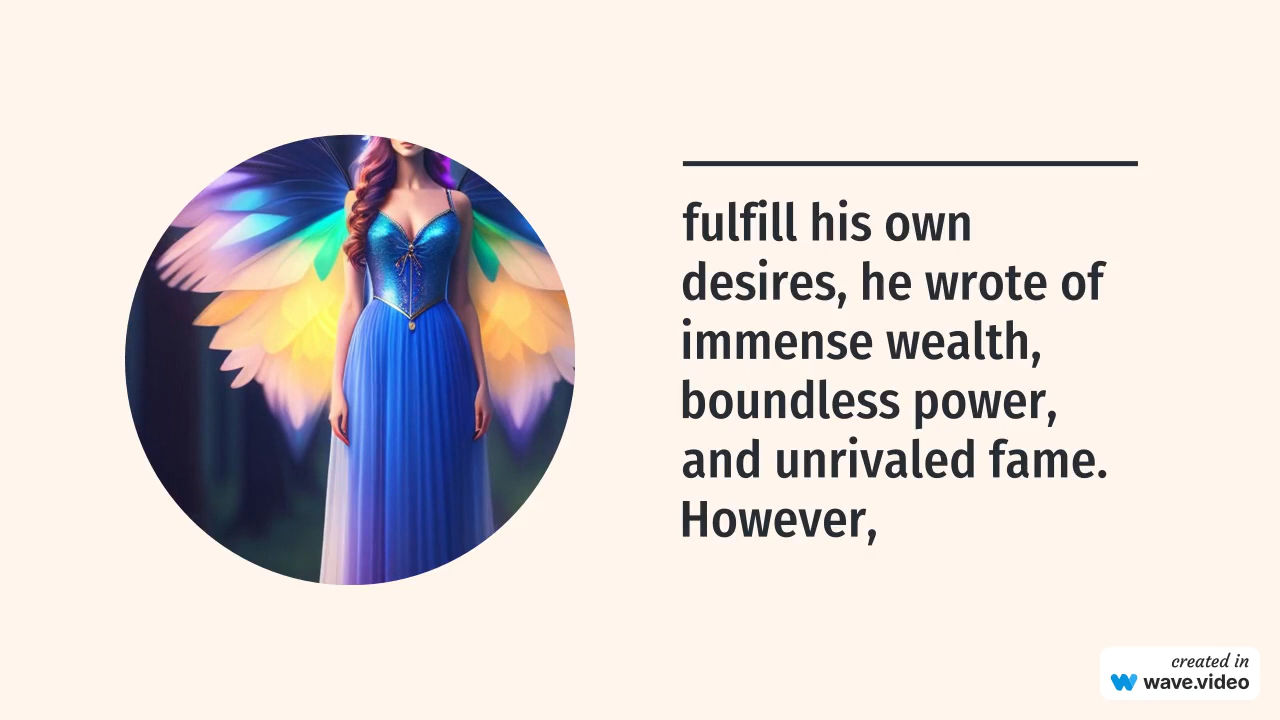 fulfill his own
desires, he wrote of
immense wealth,
boundless power,
and unrivaled fame.
However,
created in
wave.video